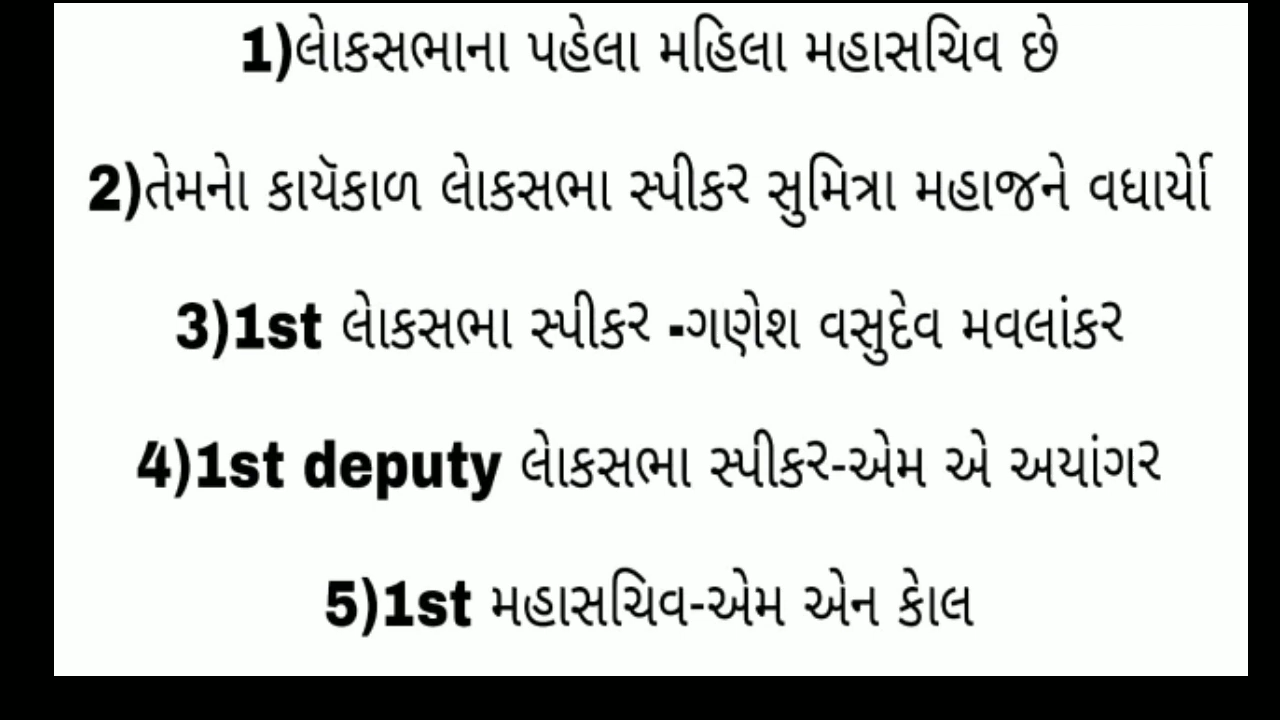 1)લોકસભાના પહેલા મહિલા મહાસચિવ છે
2)તેમનો કાયૅકાળ લોકસભા સ્પીકર સુમિત્રા મહાજને વધાર્યો
3)1st લોકસભા સ્પીકર -ગણેશ વસુદેવ મવલાંકર
4)1st deputy લોકસભા સ્પીકર-એમ એ અયાંગર
5)1st મહાસચિવ-એમ એન કોલ